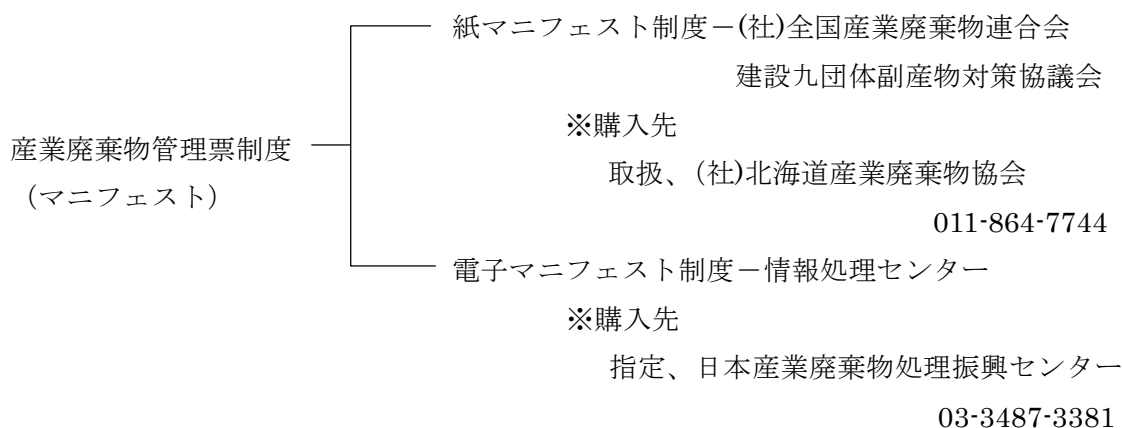 紙マニフェスト制度－(社)全国産業廃棄物連合会
建設九団体副産物対策協議会
※購入先
産業廃棄物管理票制度
（マニフェスト）
取扱、(社)北海道産業廃棄物協会
011-864-7744
電子マニフェスト制度－情報処理センター
※購入先
指定、日本産業廃棄物処理振興センター
03-3487-3381